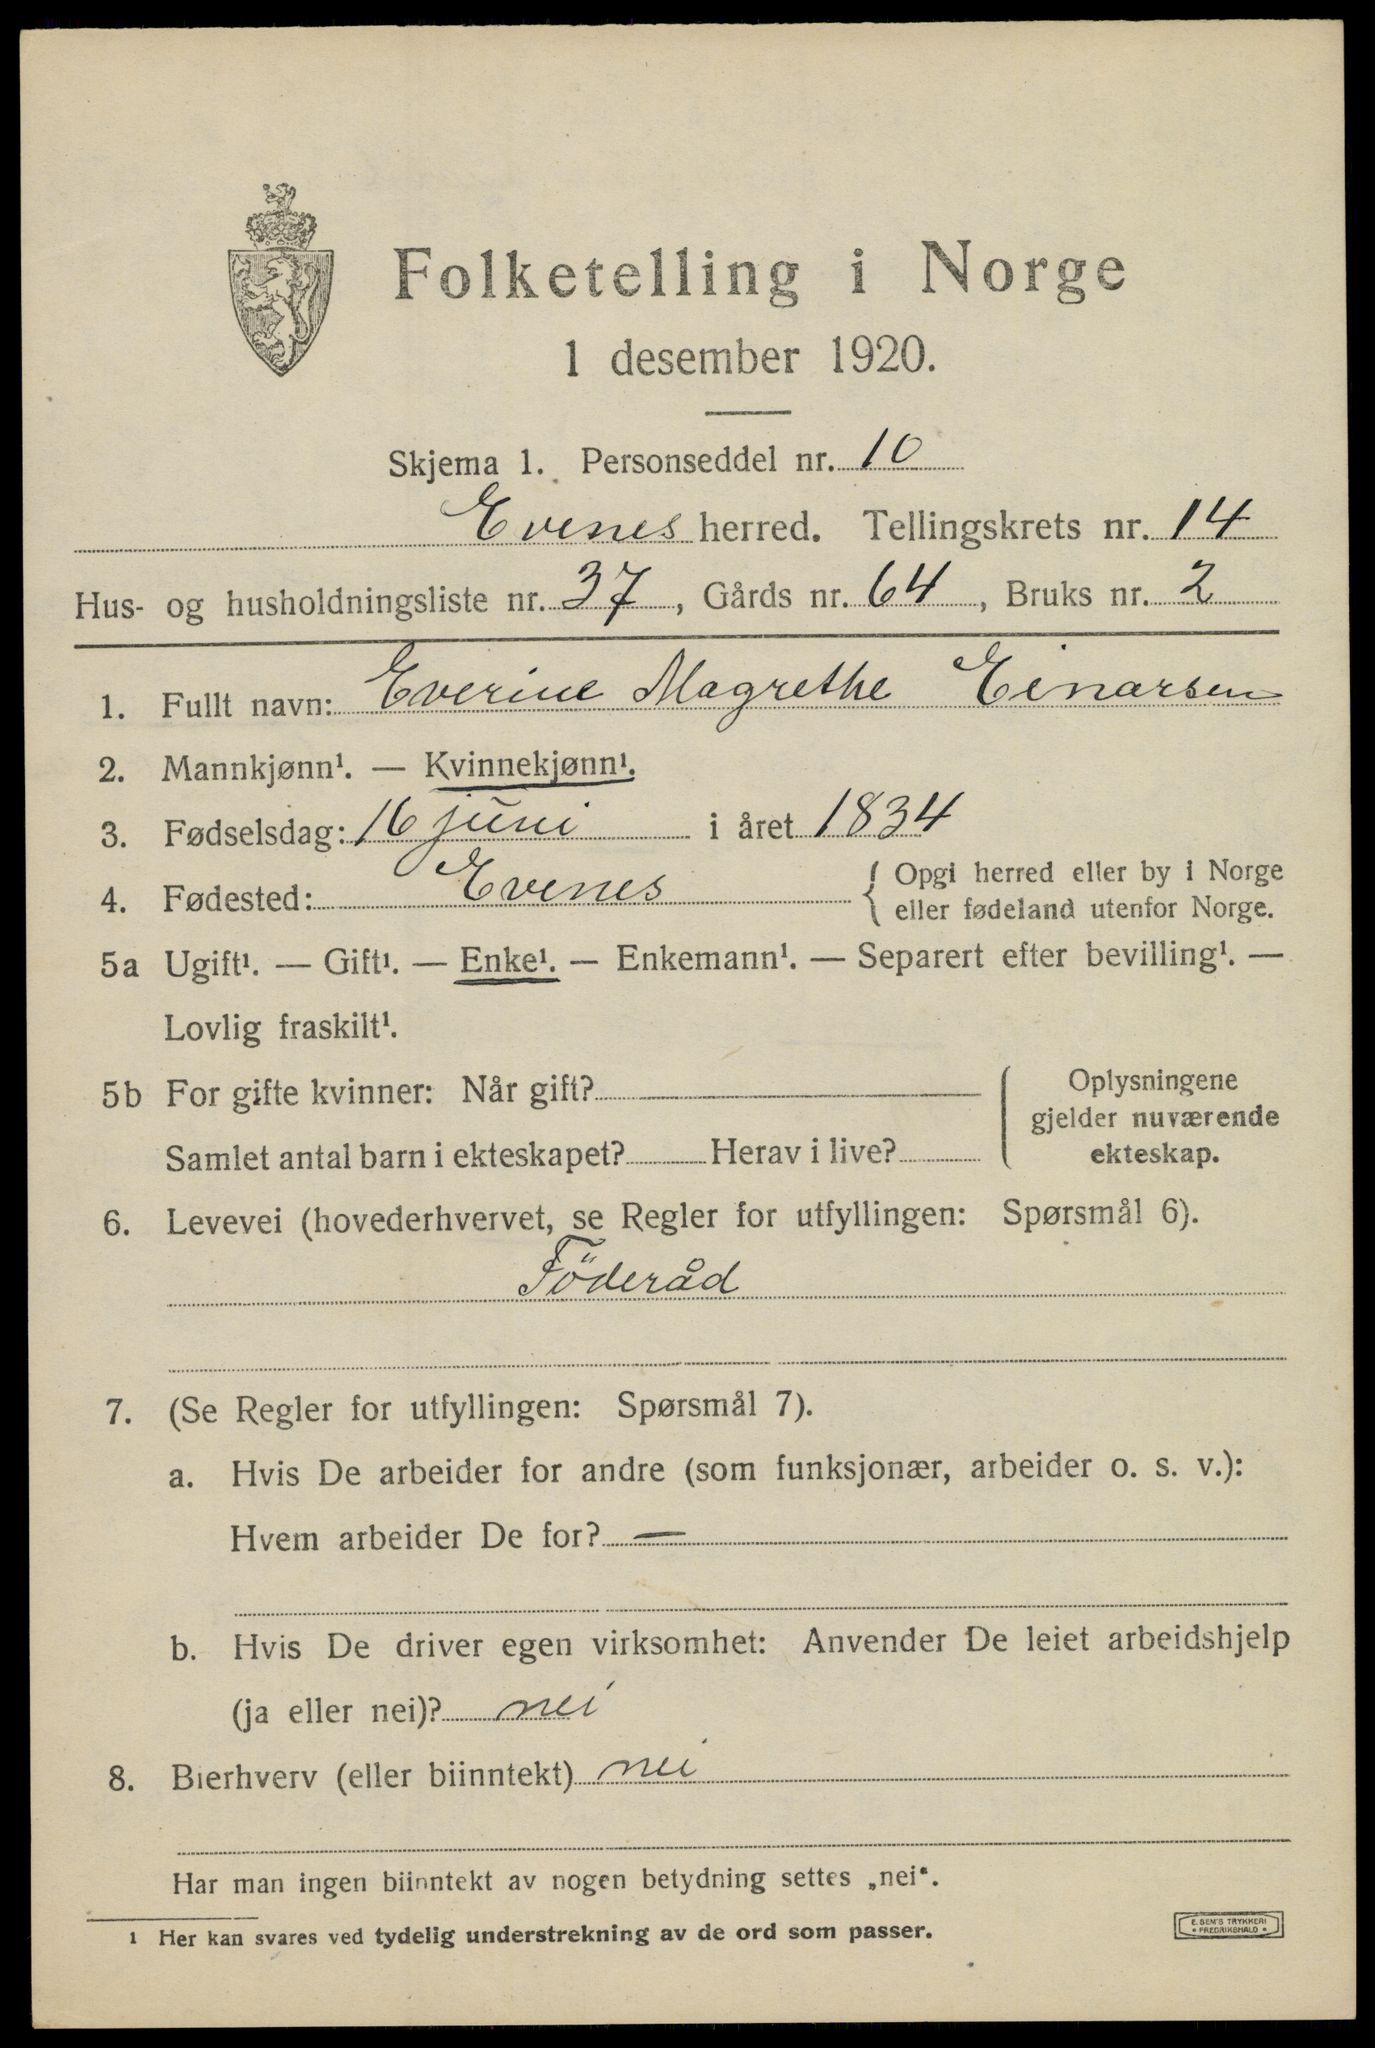 Folketelling i Norge
1 desember 1920.
Skjema 1. Personseddel nr. 10
Evenes herred. Tellingskrets nr. 14
Hus- og husholdningsliste nr. 37, Gårds nr. 64, Bruks nr. 2
1. Fullt navn: Everine Magrethe Einarsen
2. Mannkjønn¹. — Kvinnekjønn¹.
3. Fødselsdag: 16 juni i året 1834
4. Fødested: Evenes { Opgi herred eller by i Norge
eller fødeland utenfor Norge.
5a Ugift¹. — Gift¹. — Enke¹. — Enkemann¹. — Separert efter bevilling¹. —
Lovlig fraskilt¹.
5b For gifte kvinner: Når gift?
Samlet antal barn i ekteskapet? Herav i live?
Oplysningene
gjelder nuværende
ekteskap.
6. Levevei (hovederhvervet, se Regler for utfyllingen: Spørsmål 6).
Föderåd
7. (Se Regler for utfyllingen: Spørsmål 7).
a. Hvis De arbeider for andre (som funksjonær, arbeider o. s. v.):
Hvem arbeider De for? —
b. Hvis De driver egen virksomhet: Anvender De leiet arbeidshjelp
(ja eller nei)? nei
8. Bierhverv (eller biinntekt) nei
Har man ingen biinntekt av nogen betydning settes „nei“.
1 Her kan svares ved tydelig understrekning av de ord som passer.
E. SEM'S TRYKKERI
• FREDRIKSHALD •